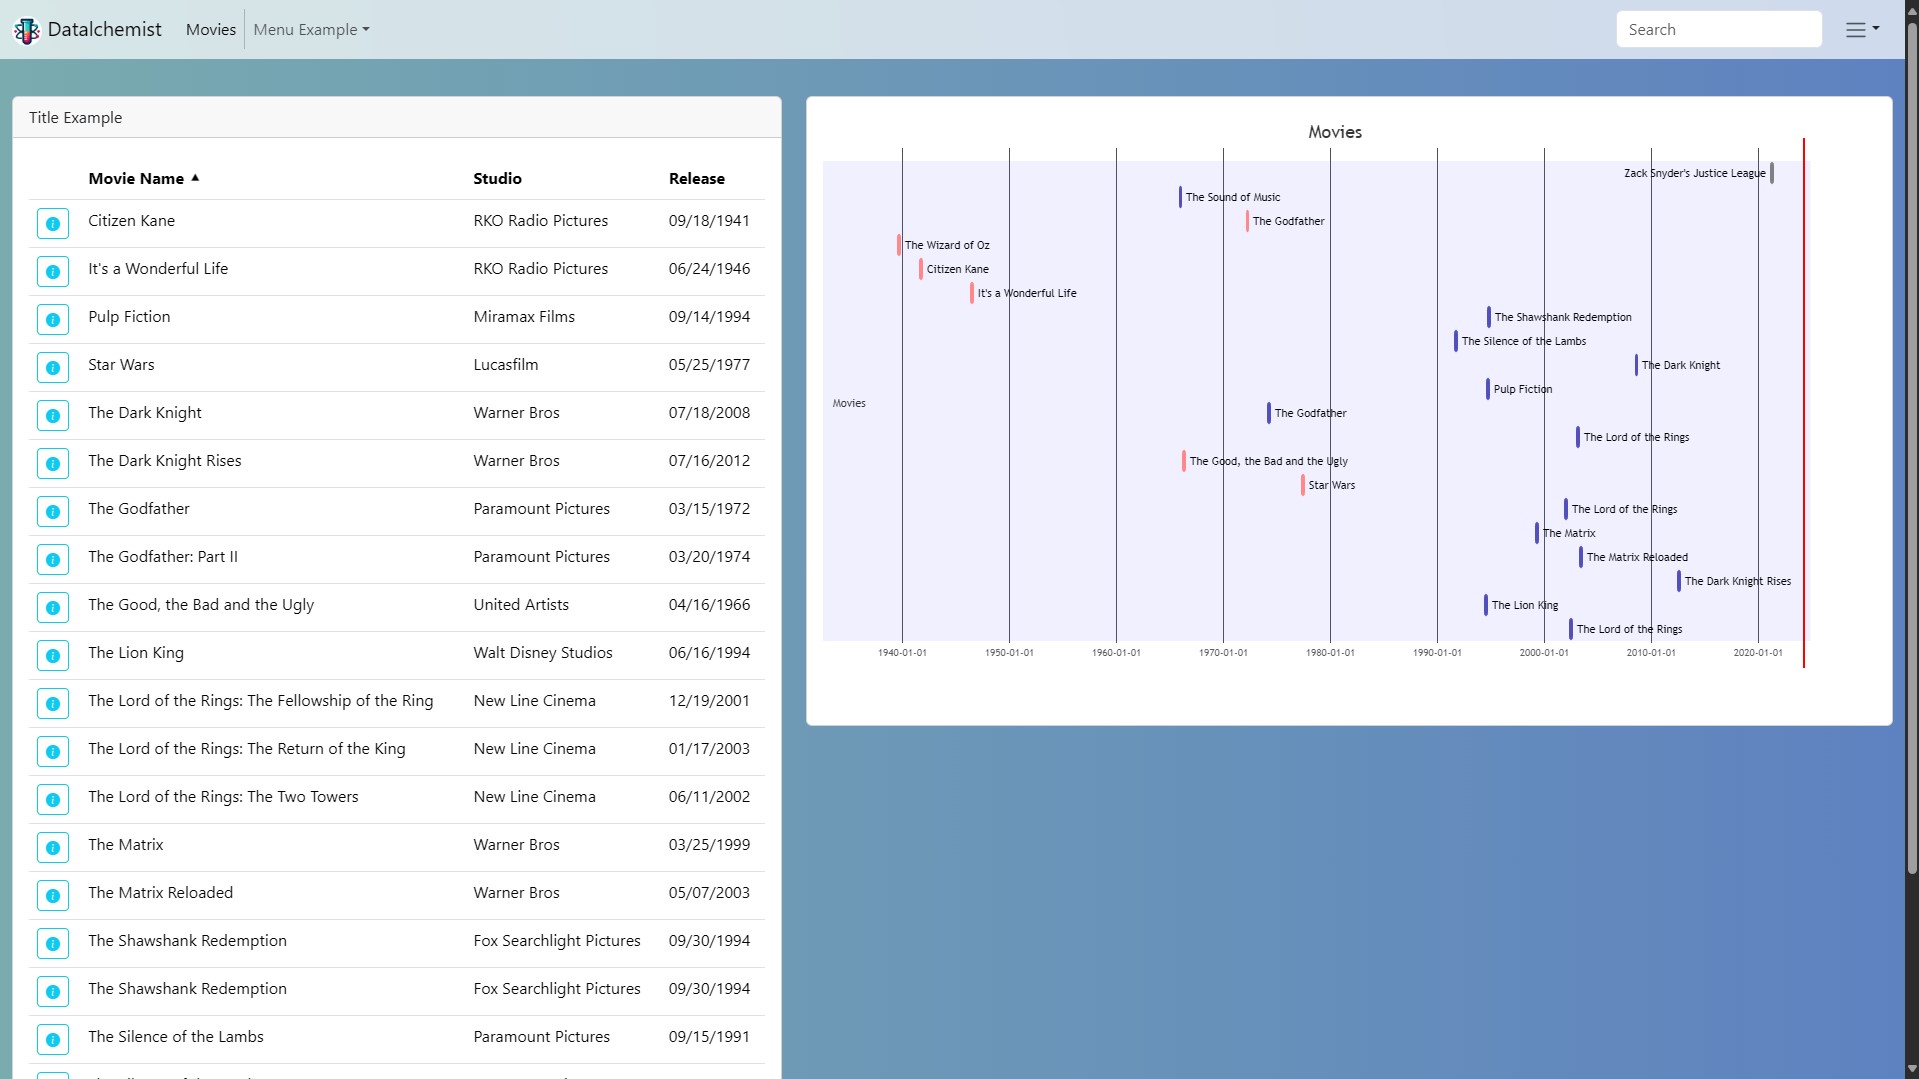 Datalchemist
Movies
Menu Example
Search
Title Example
Movie Name Studio Release
Citizen Kane RKO Radio Pictures 09/18/1941
It's a Wonderful Life RKO Radio Pictures 06/24/1946
Pulp Fiction Miramax Films 09/14/1994
Star Wars Lucasfilm 05/25/1977
The Dark Knight Warner Bros 07/18/2008
The Dark Knight Rises Warner Bros 07/16/2012
The Godfather Paramount Pictures 03/15/1972
The Godfather: Part II Paramount Pictures 03/20/1974
The Good, the Bad and the Ugly United Artists 04/16/1966
The Lion King Walt Disney Studios 06/16/1994
The Lord of the Rings: The Fellowship of the Ring New Line Cinema 12/19/2001
The Lord of the Rings: The Return of the King New Line Cinema 01/17/2003
The Lord of the Rings: The Two Towers New Line Cinema 06/11/2002
The Matrix Warner Bros 03/25/1999
The Matrix Reloaded Warner Bros 05/07/2003
The Shawshank Redemption Fox Searchlight Pictures 09/30/1994
The Shawshank Redemption Fox Searchlight Pictures 09/30/1994
The Silence of the Lambs Paramount Pictures 09/15/1991
Movies
Zack Snyder's Justice League
The Sound of Music
The Godfather
The Wizard of Oz
Citizen Kane
It's a Wonderful Life
The Shawshank Redemption
The Silence of the Lambs
The Dark Knight
Pulp Fiction
Movies
The Godfather
The Lord of the Rings
The Good, the Bad and the Ugly
Star Wars
The Lord of the Rings
The Matrix
The Matrix Reloaded
The Dark Knight Rises
The Lion King
The Lord of the Rings
1940-01-01 1950-01-01 1960-01-01 1970-01-01 1980-01-01 1990-01-01 2000-01-01 2010-01-01 2020-01-01